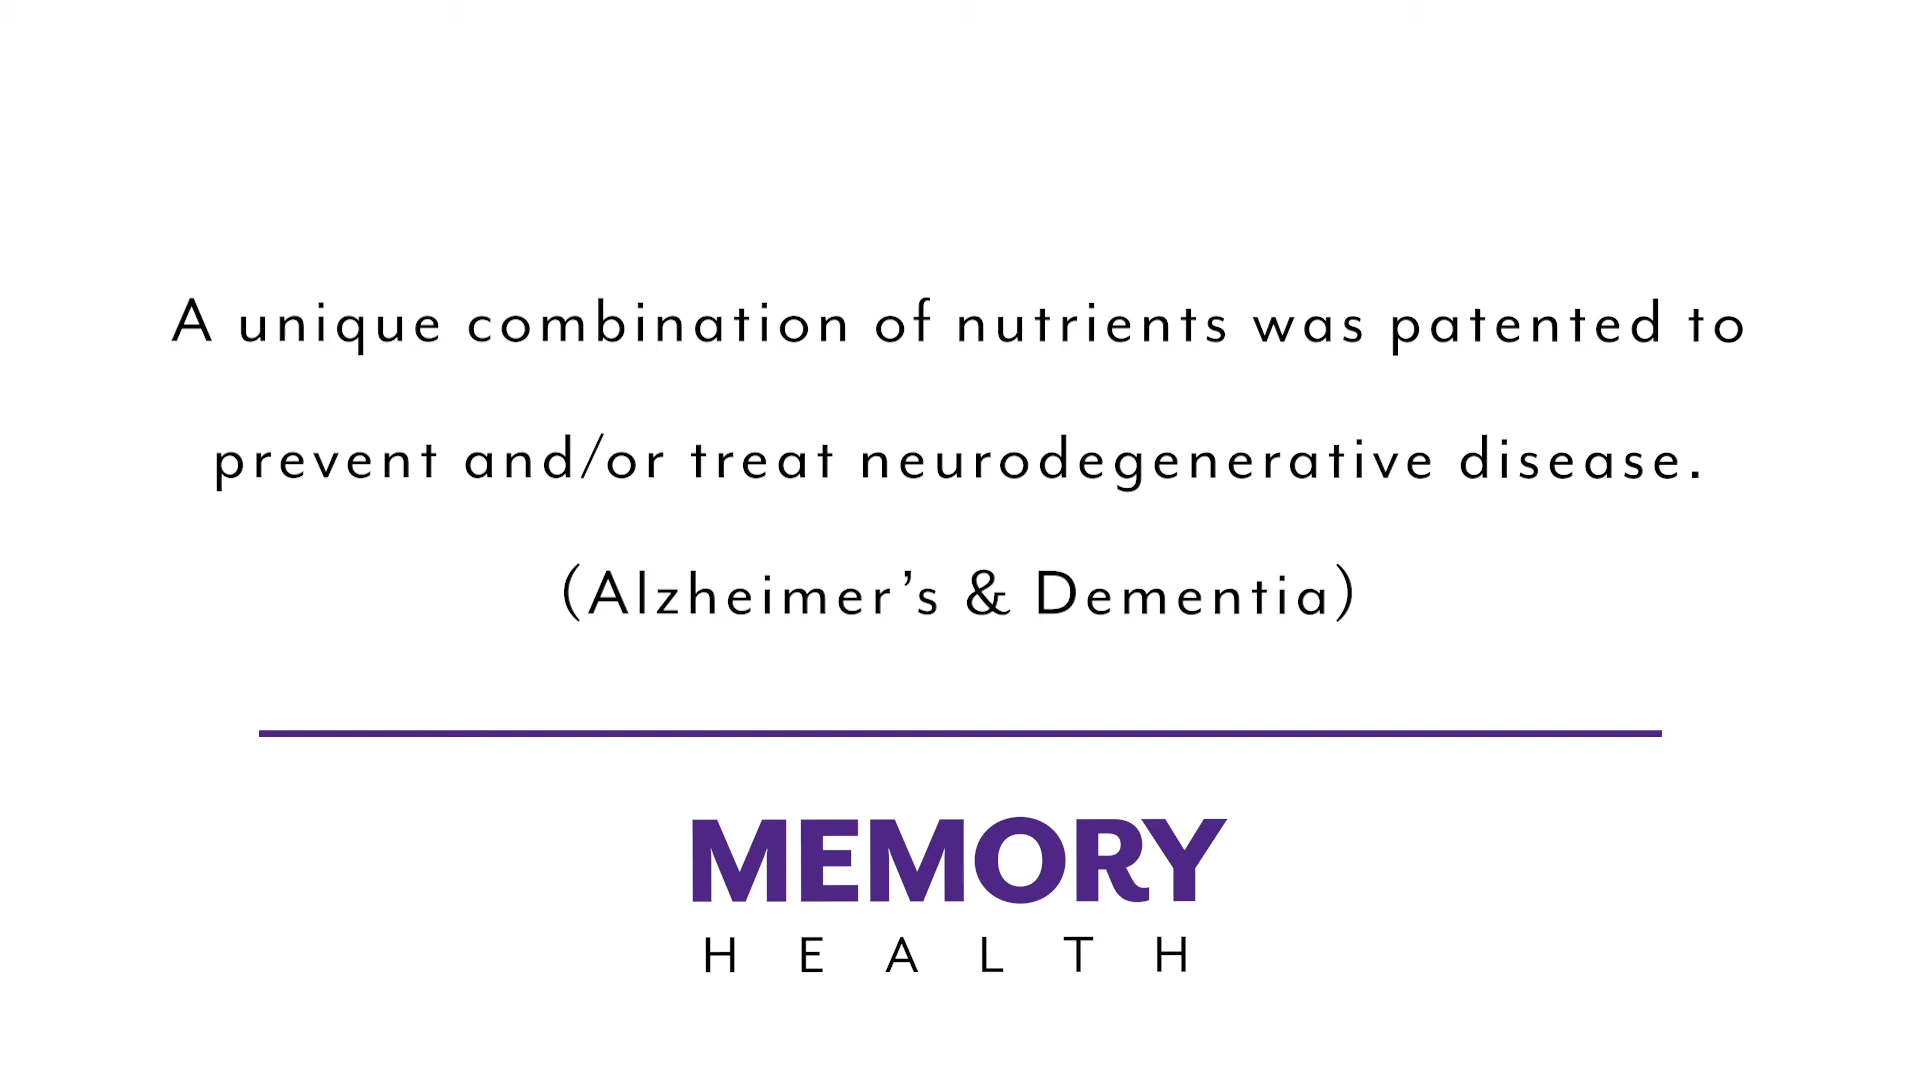 A unique combination of nutrients was patented to
prevent and/or treat neurodegenerative disease.
(Alzheimer’s & Dementia)
MEMORY
HEALTH